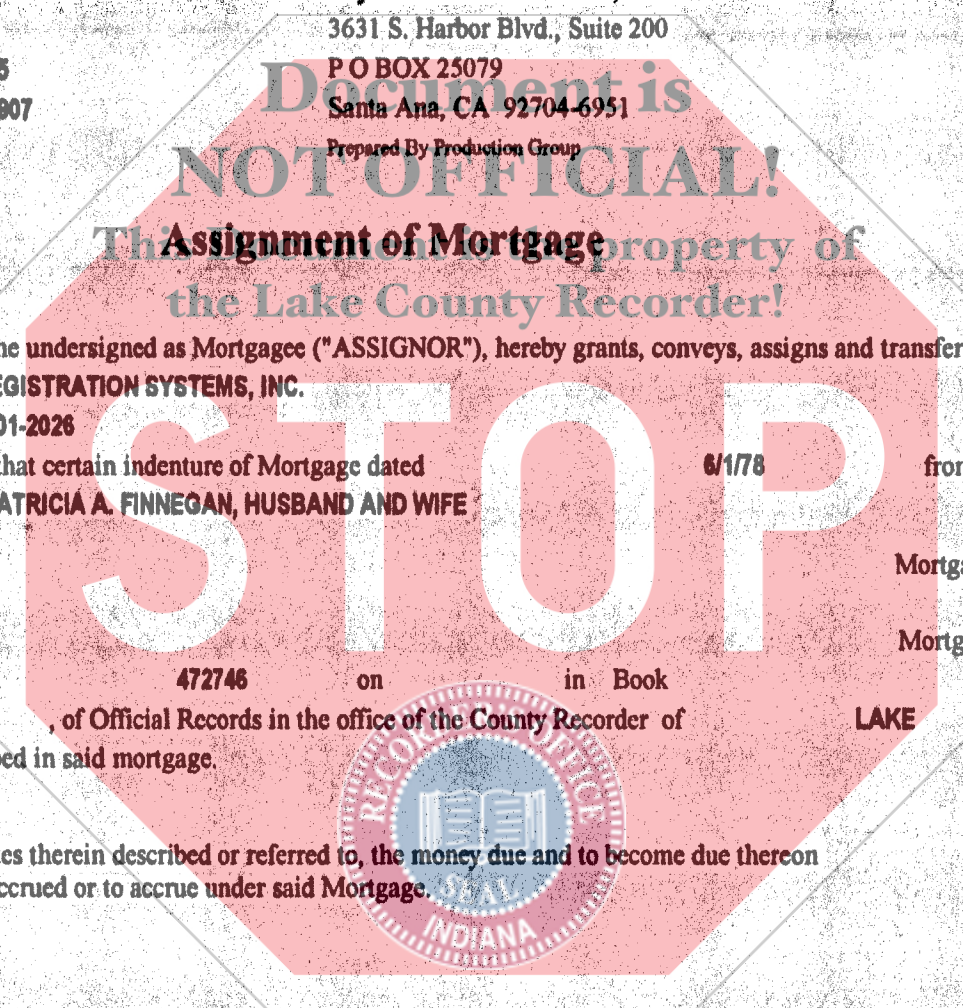 3631 S. Harbor Blvd., Suite 200
5 P O BOX 25079
907 Santa Ana, CA 92704-6951
Document is
Prepared By Production Group
NOT OFFICIAL!
Assignment of Mortgage
This Document is the property of
the Lake County Recorder!
he undersigned as Mortgagee ("ASSIGNOR"), hereby grants, conveys, assigns and transfer
EGISTRATION SYSTEMS, INC.
01-2026
that certain indenture of Mortgage dated 6/1/78 from
ATRICIA A. FINNEGAN, HUSBAND AND WIFE
STOP
Mortga
Mortg
472746 on in Book
, of Official Records in the office of the County Recorder of LAKE
bed in said mortgage.
RECORDER'S OFFICE
es therein described or referred to, the money due and to become due thereon
ccrued or to accrue under said Mortgage.
SEAL
INDIANA